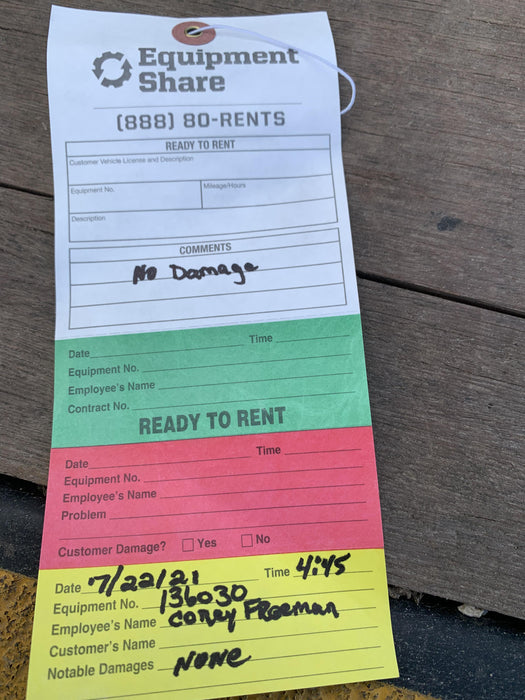 Equipment
Share
(888) 80-RENTS
READY TO RENT
Customer Vehicle License and Description
Equipment No. Mileage/Hours
Description
COMMENTS
No Damage
Date Time
Equipment No.
Employee's Name
Contract No.
READY TO RENT
Date Time
Equipment No.
Employee's Name
Problem
Customer Damage? Yes No
Date 7/22/21 Time 4:45
Equipment No. 136030
Employee's Name Corey Freeman
Customer's Name
Notable Damages None